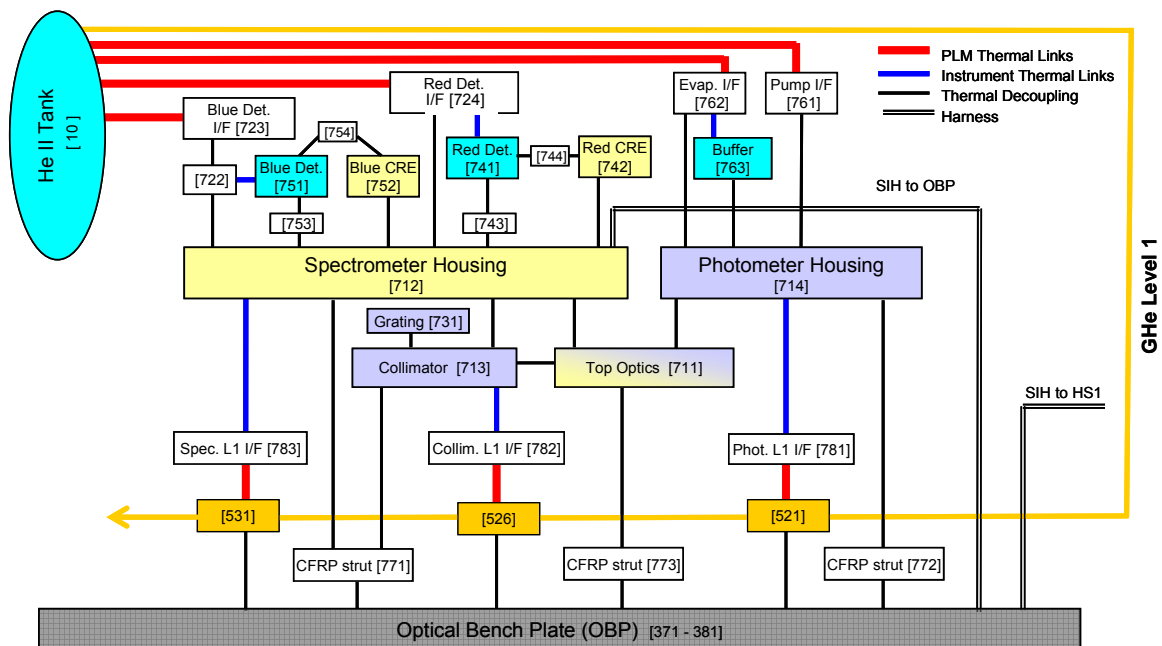 He II Tank
[ 10 ]
PLM Thermal Links
Instrument Thermal Links
Thermal Decoupling
Harness
Red Det.
I/F [724]
Evap. I/F
[762]
Pump I/F
[761]
Blue Det.
I/F [723]
[754]
[722]
Blue Det.
[751]
Blue CRE
[752]
Red Det.
[741]
[744]
Red CRE
[742]
Buffer
[763]
[753]
[743]
SIH to OBP
Spectrometer Housing
[712]
Photometer Housing
[714]
GHe Level 1
Grating [731]
Collimator [713]
Top Optics [711]
SIH to HS1
Spec. L1 I/F [783]
Collim. L1 I/F [782]
Phot. L1 I/F [781]
[531]
[526]
[521]
CFRP strut [771]
CFRP strut [773]
CFRP strut [772]
Optical Bench Plate (OBP) [371 - 381]